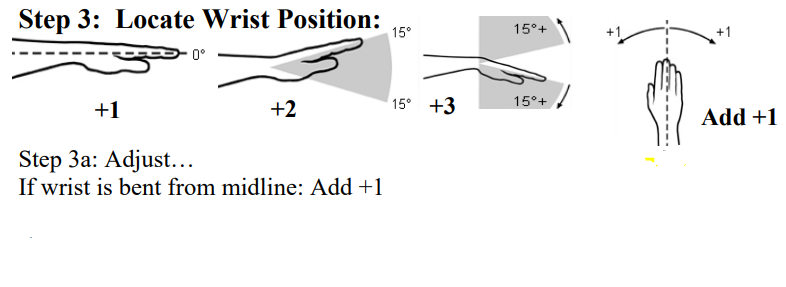 Step 3: Locate Wrist Position:
15°
15°+
+1
+1
0°
+1
+2
15°
+3
15°+
Add +1
Step 3a: Adjust…
If wrist is bent from midline: Add +1